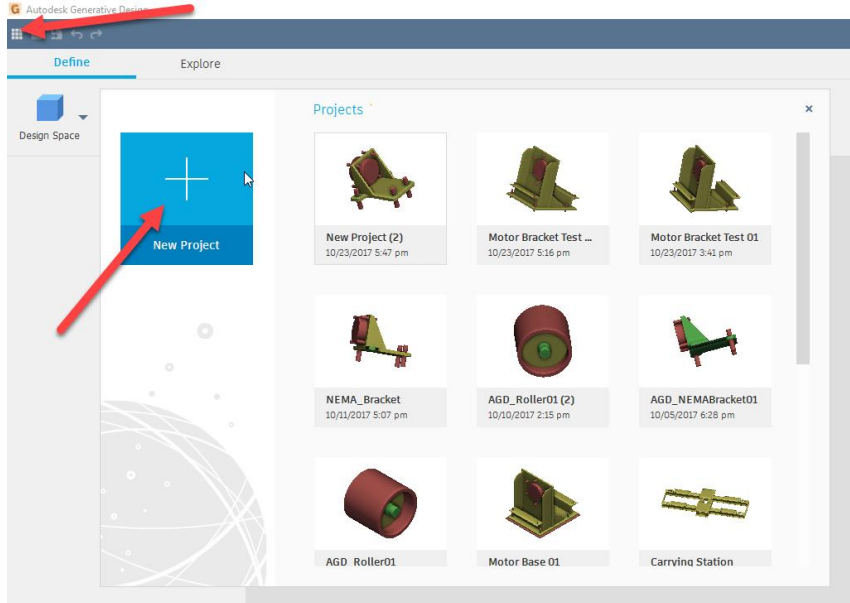 G Autodesk Generative Design
Define
Explore
Design Space
Projects
×
New Project
New Project (2)
10/23/2017 5:47 pm
Motor Bracket Test ...
10/23/2017 5:16 pm
Motor Bracket Test 01
10/23/2017 3:41 pm
NEMA_Bracket
10/11/2017 5:07 pm
AGD_Roller01 (2)
10/10/2017 2:15 pm
AGD_NEMABracket01
10/05/2017 6:28 pm
AGD_Roller01
Motor Base 01
Carrying Station